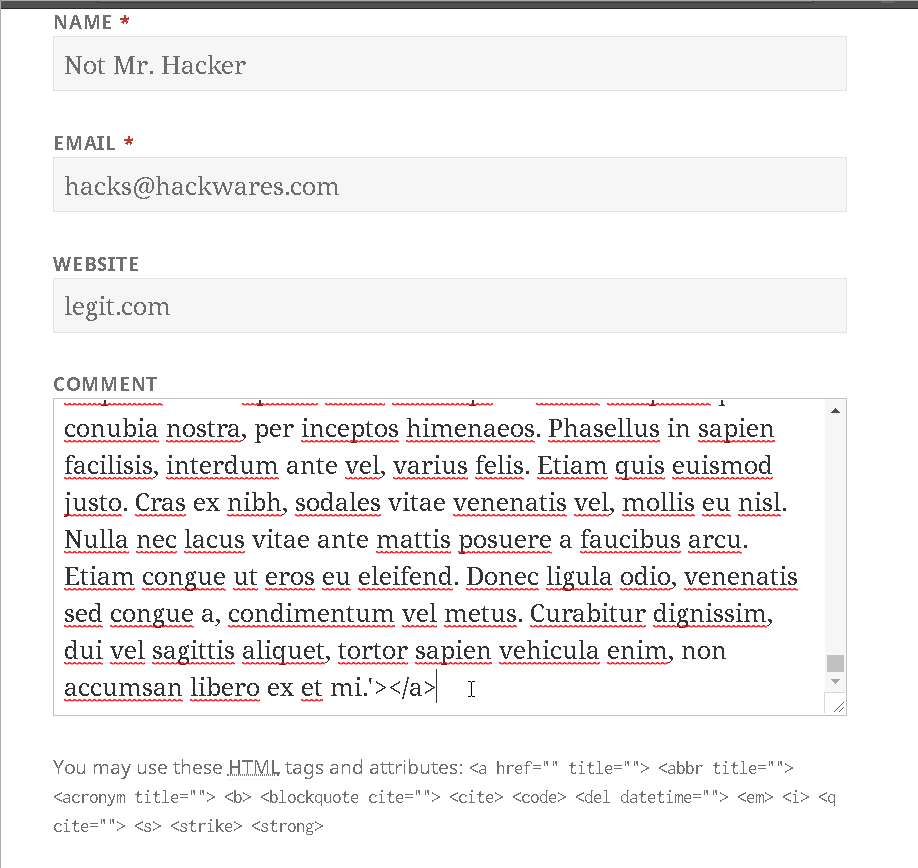 NAME *
Not Mr. Hacker
EMAIL *
hacks@hackwares.com
WEBSITE
legit.com
COMMENT
conubia nostra, per inceptos himenaeos. Phasellus in sapien
facilisis, interdum ante vel, varius felis. Etiam quis euismod
justo. Cras ex nibh, sodales vitae venenatis vel, mollis eu nisl.
Nulla nec lacus vitae ante mattis posuere a faucibus arcu.
Etiam congue ut eros eu eleifend. Donec ligula odio, venenatis
sed congue a, condimentum vel metus. Curabitur dignissim,
dui vel sagittis aliquet, tortor sapien vehicula enim, non
accumsan libero ex et mi.'></a>
You may use these HTML tags and attributes: <a href="" title=""> <abbr title="">
<acronym title=""> <b> <blockquote cite=""> <cite> <code> <del datetime=""> <em> <i> <q
cite=""> <s> <strike> <strong>